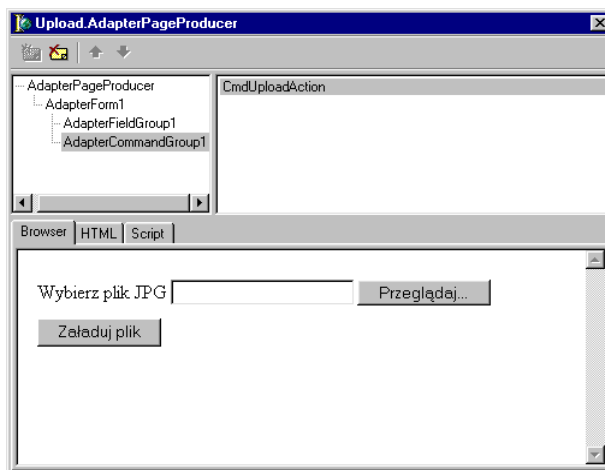 Upload.AdapterPageProducer
AdapterPageProducer
AdapterForm1
AdapterFieldGroup1
AdapterCommandGroup1
CmdUploadAction
Browser HTML Script
Wybierz plik JPG Przeglądaj...
Załaduj plik